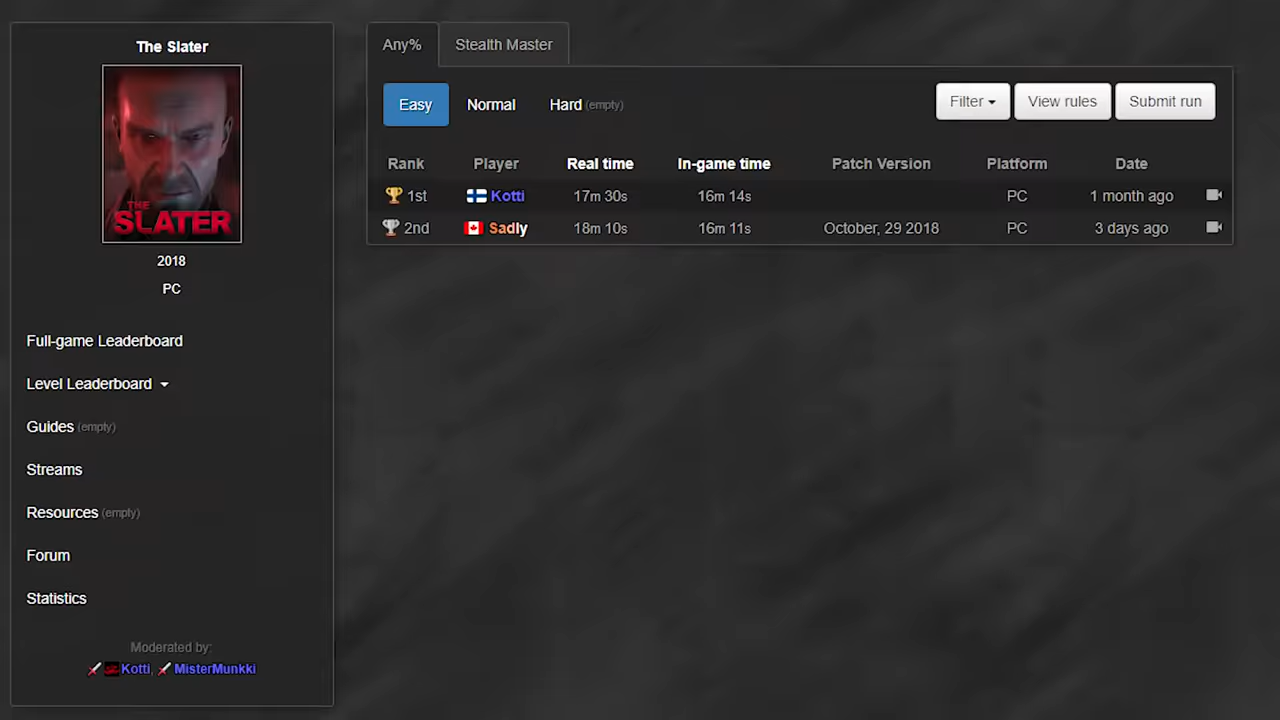 The Slater
THE
SLATER
2018
PC
Full-game Leaderboard
Level Leaderboard
Guides (empty)
Streams
Resources (empty)
Forum
Statistics
Moderated by:
Kotti, MisterMunkki
Any% Stealth Master
Easy Normal Hard (empty) Filter View rules Submit run
Rank Player Real time In-game time Patch Version Platform Date
1st Kotti 17m 30s 16m 14s PC 1 month ago
2nd Sadly 18m 10s 16m 11s October, 29 2018 PC 3 days ago